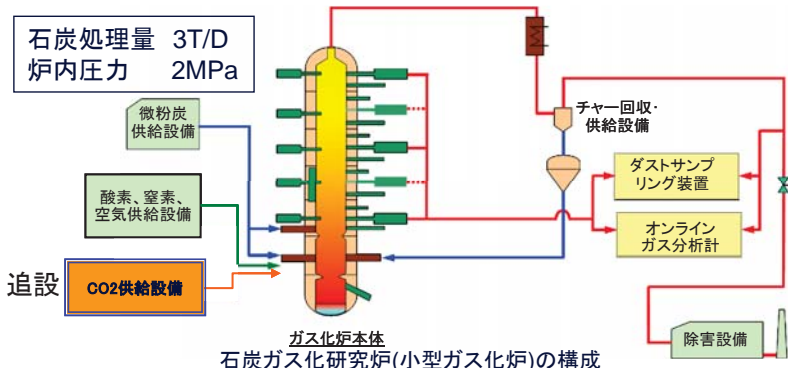 石炭処理量 3T/D
炉内圧力 2MPa
微粉炭
供給設備
酸素、窒素、
空気供給設備
追設
CO2供給設備
チャー回収・
供給設備
ダストサンプ
リング装置
オンライン
ガス分析計
除害設備
ガス化炉本体
石炭ガス化研究炉(小型ガス化炉)の構成